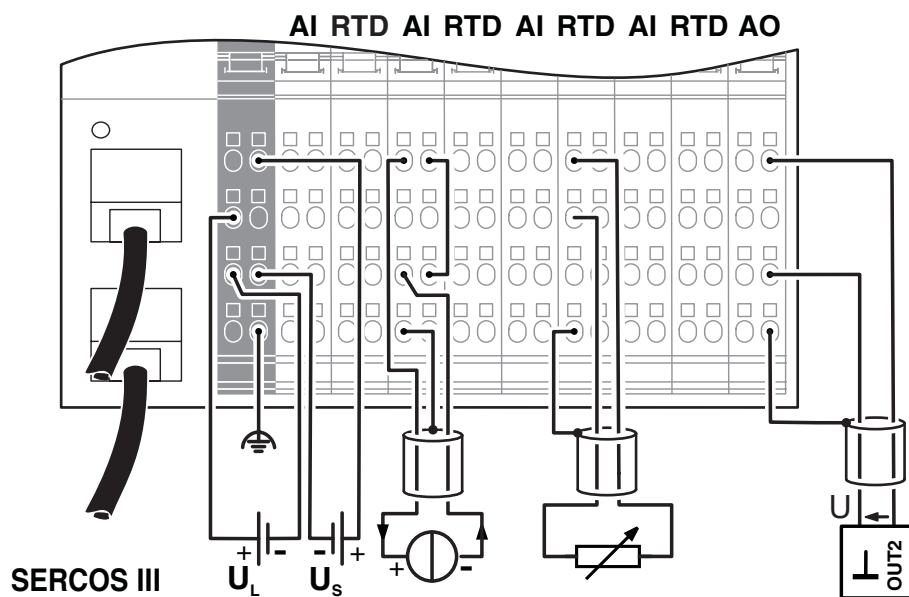 AI RTD AI RTD AI RTD AI RTD AO
U
+ - - + + -
U_L U_S
OUT2
SERCOS III